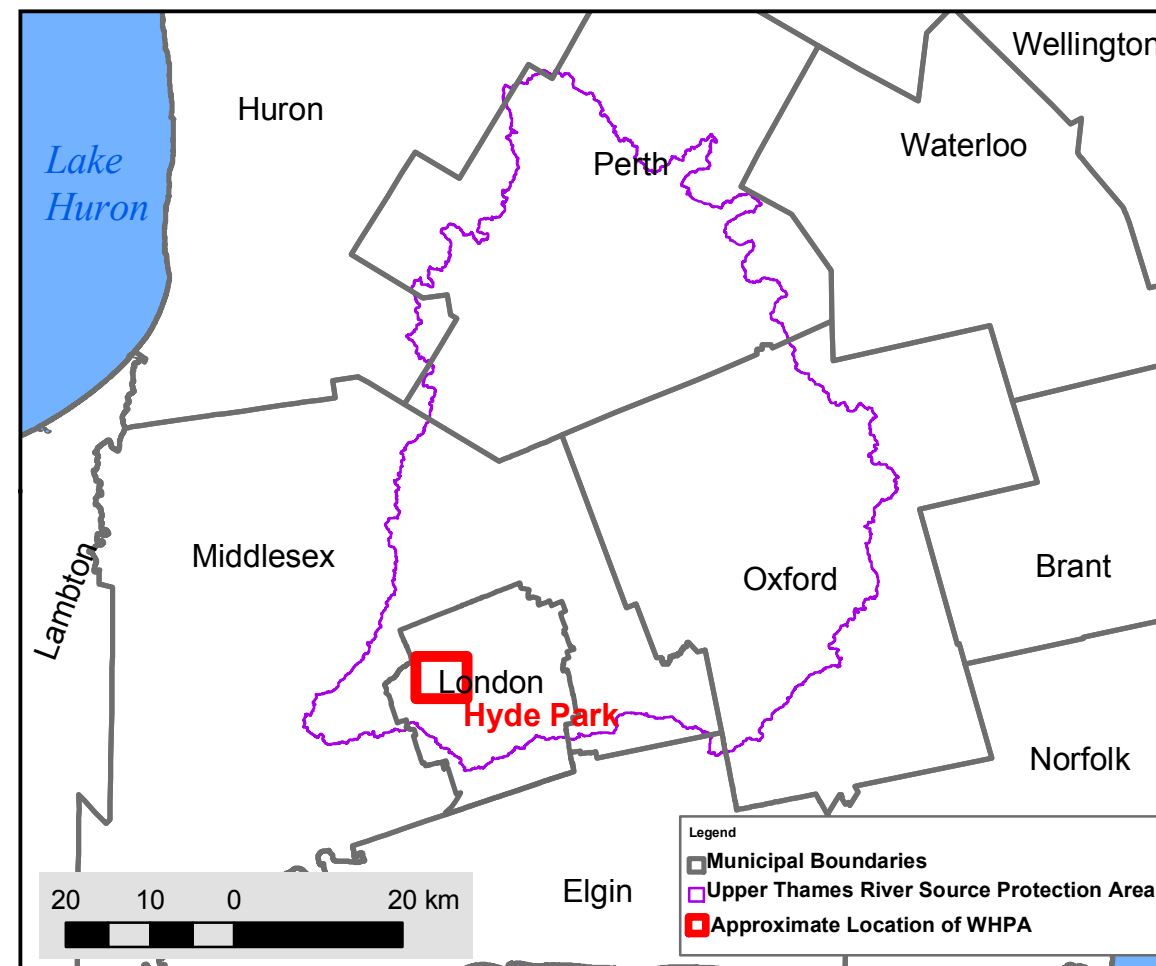 Wellington
Huron
Waterloo
Perth
Lake
Huron
Middlesex
Lambton
Oxford
Brant
London
Hyde Park
Norfolk
Elgin
Legend
Municipal Boundaries
Upper Thames River Source Protection Area
Approximate Location of WHPA
20 10 0 20 km